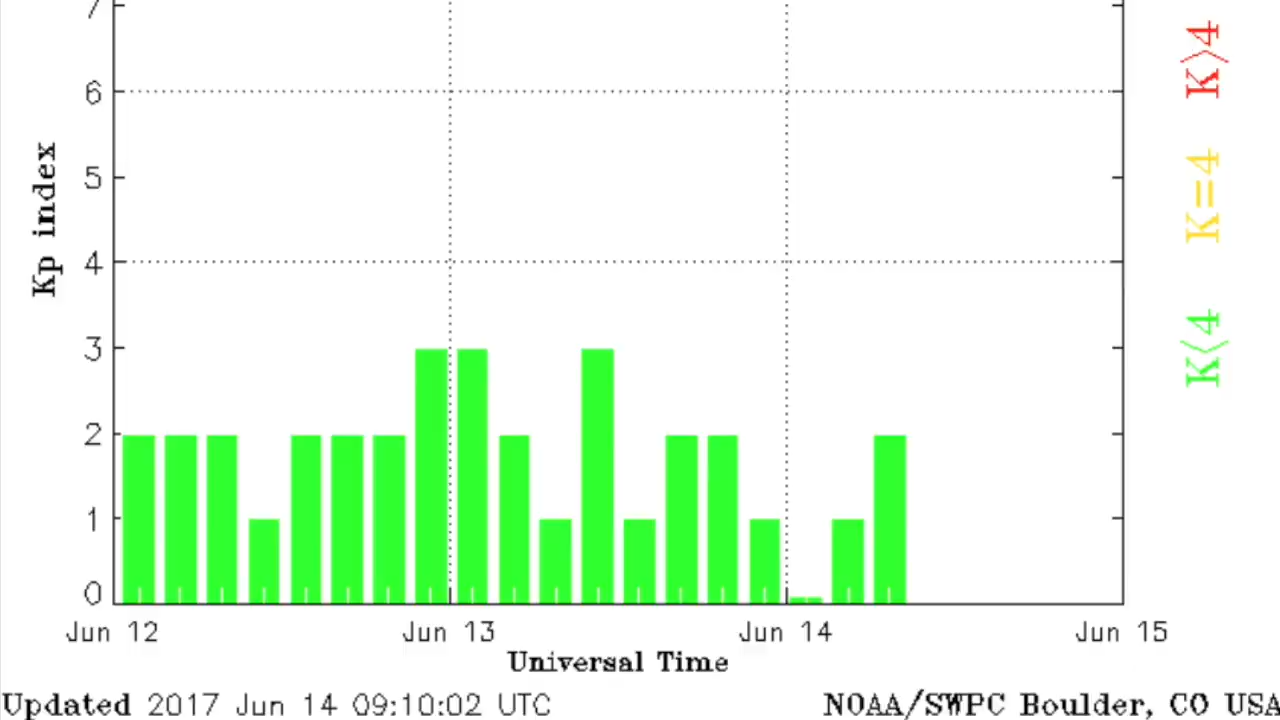 7
6
5
4
3
2
1
0
Kp index
K>4
K=4
K<4
Jun 12 Jun 13 Jun 14 Jun 15
Universal Time
Updated 2017 Jun 14 09:10:02 UTC NOAA/SWPC Boulder, CO USA